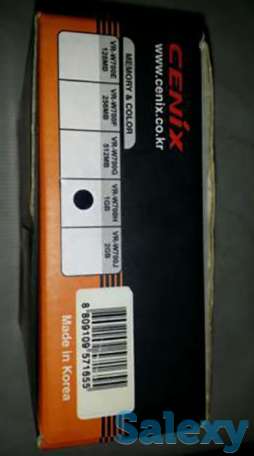 CENIX
www.cenix.co.kr
MEMORY & COLOR
VR-W700E
128MB
VR-W700F
256MB
VR-W700G
512MB
VR-W700H
1GB
VR-W700J
2GB
8 809109 571655
Made in Korea
Salexy